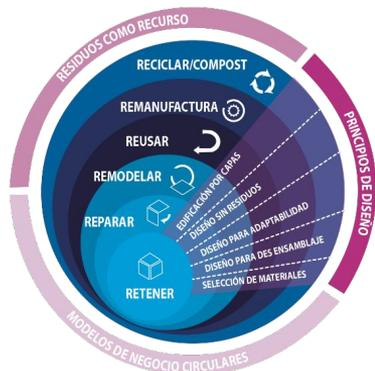 RESIDUOS COMO RECURSO
RECICLAR/COMPOST
REMANUFACTURA
REUSAR
REMODELAR
REPARAR
RETENER
EDIFICACIÓN POR CAPAS
DISEÑO SIN RESIDUOS
DISEÑO PARA ADAPTABILIDAD
DISEÑO PARA DES ENSAMBLAJE
SELECCIÓN DE MATERIALES
PRINCIPIOS DE DISEÑO
MODELOS DE NEGOCIO CIRCULARES